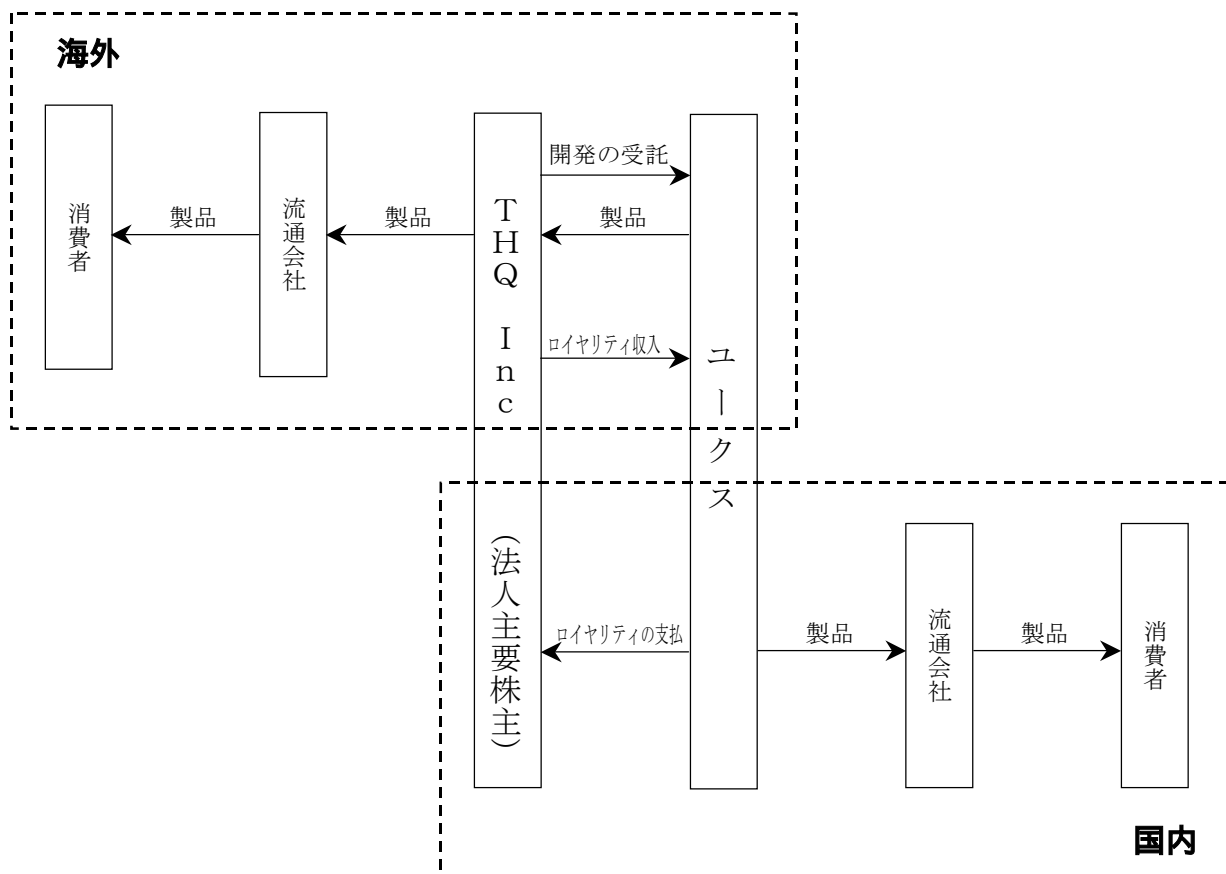 海外
消費者
製品
流通会社
製品
THQ Inc
(法人主要株主)
開発の受託
製品
ロイヤリティ収入
ユークス
ロイヤリティの支払
製品
流通会社
製品
消費者
国内